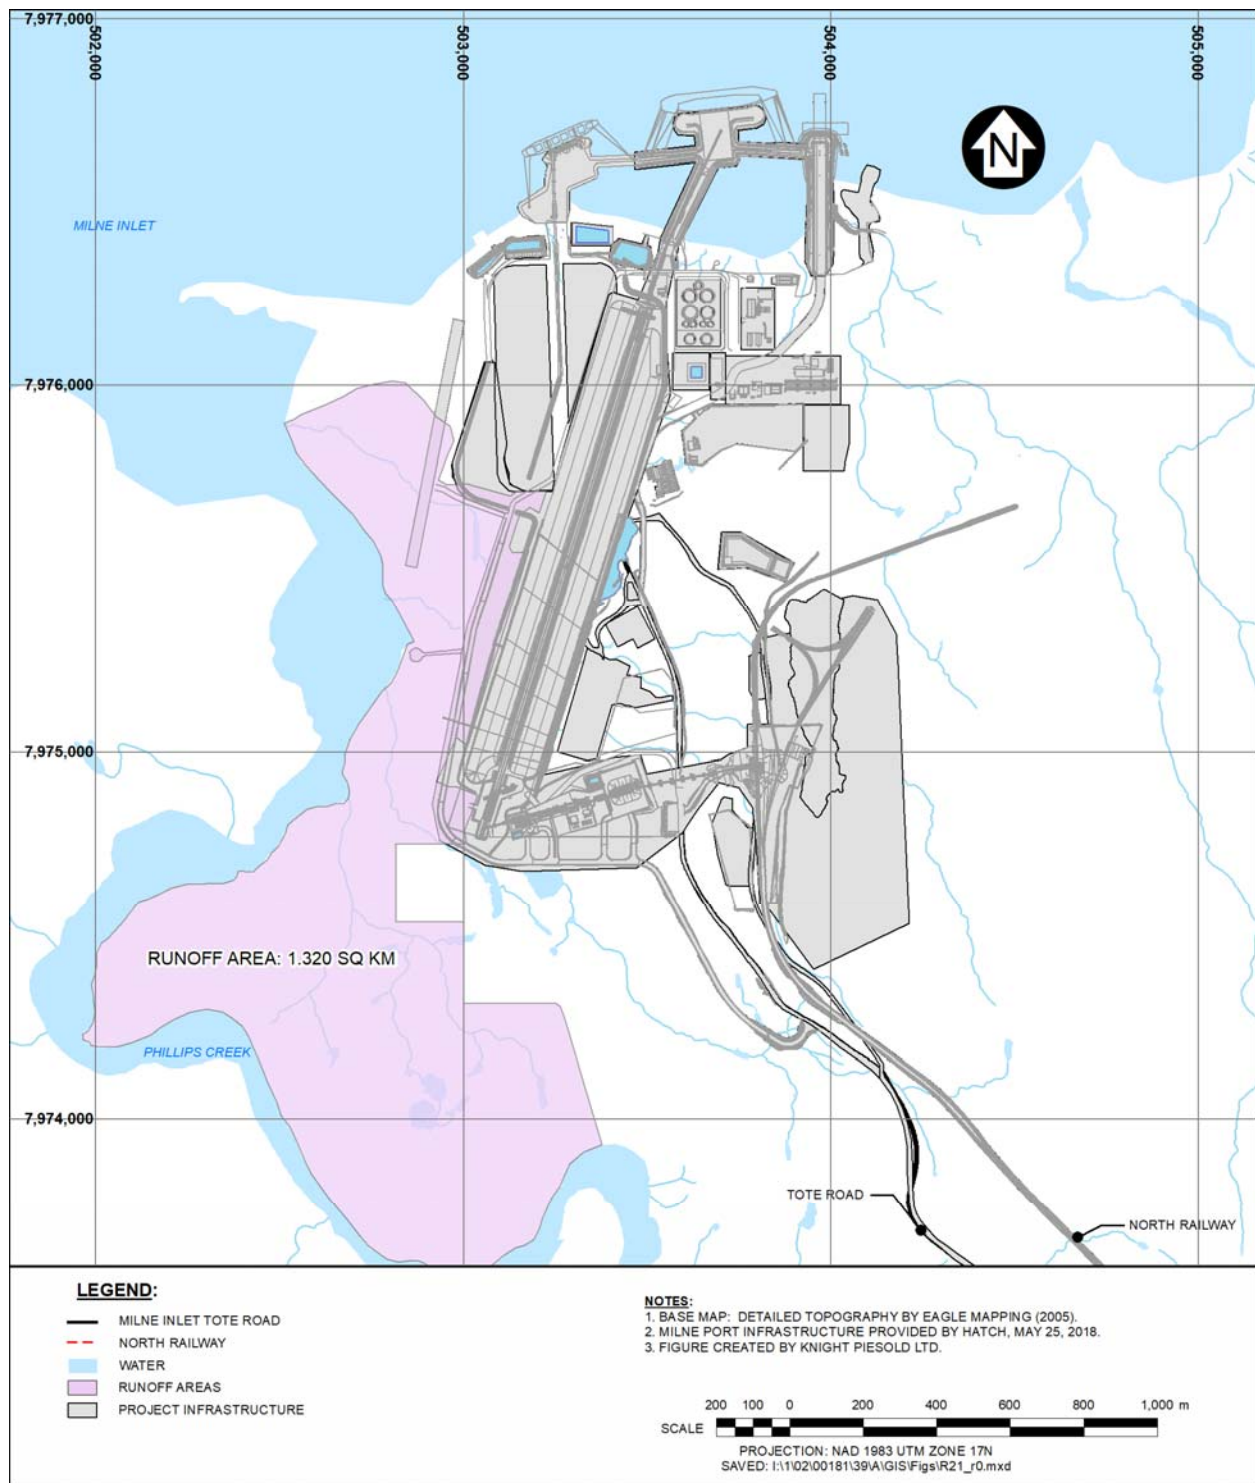 7,977,000
502,000
503,000
504,000
505,000
N
MILNE INLET
7,976,000
7,975,000
RUNOFF AREA: 1.320 SQ KM
PHILLIPS CREEK
7,974,000
TOTE ROAD
NORTH RAILWAY
LEGEND:
MILNE INLET TOTE ROAD
NORTH RAILWAY
WATER
RUNOFF AREAS
PROJECT INFRASTRUCTURE
NOTES:
1. BASE MAP: DETAILED TOPOGRAPHY BY EAGLE MAPPING (2005).
2. MILNE PORT INFRASTRUCTURE PROVIDED BY HATCH, MAY 25, 2018.
3. FIGURE CREATED BY KNIGHT PIESOLD LTD.
200 100 0 200 400 600 800 1,000 m
SCALE
PROJECTION: NAD 1983 UTM ZONE 17N
SAVED: I:\1\02\00181\39\A\GIS\Figs\R21_r0.mxd